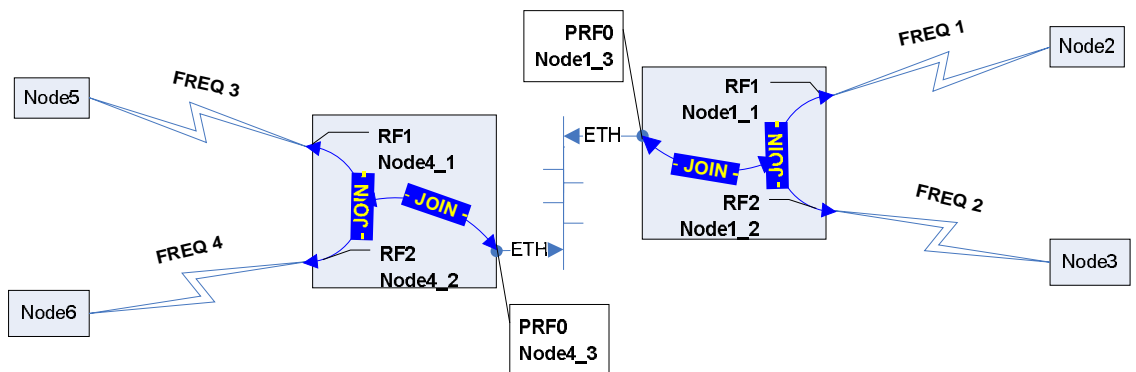 PRF0
Node1_3
FREQ 1
Node2
Node5
FREQ 3
RF1
Node1_1
RF1
Node4_1
ETH
- JOIN -
- JOIN -
- JOIN -
- JOIN -
RF2
Node1_2
FREQ 2
FREQ 4
RF2
Node4_2
ETH
Node3
Node6
PRF0
Node4_3